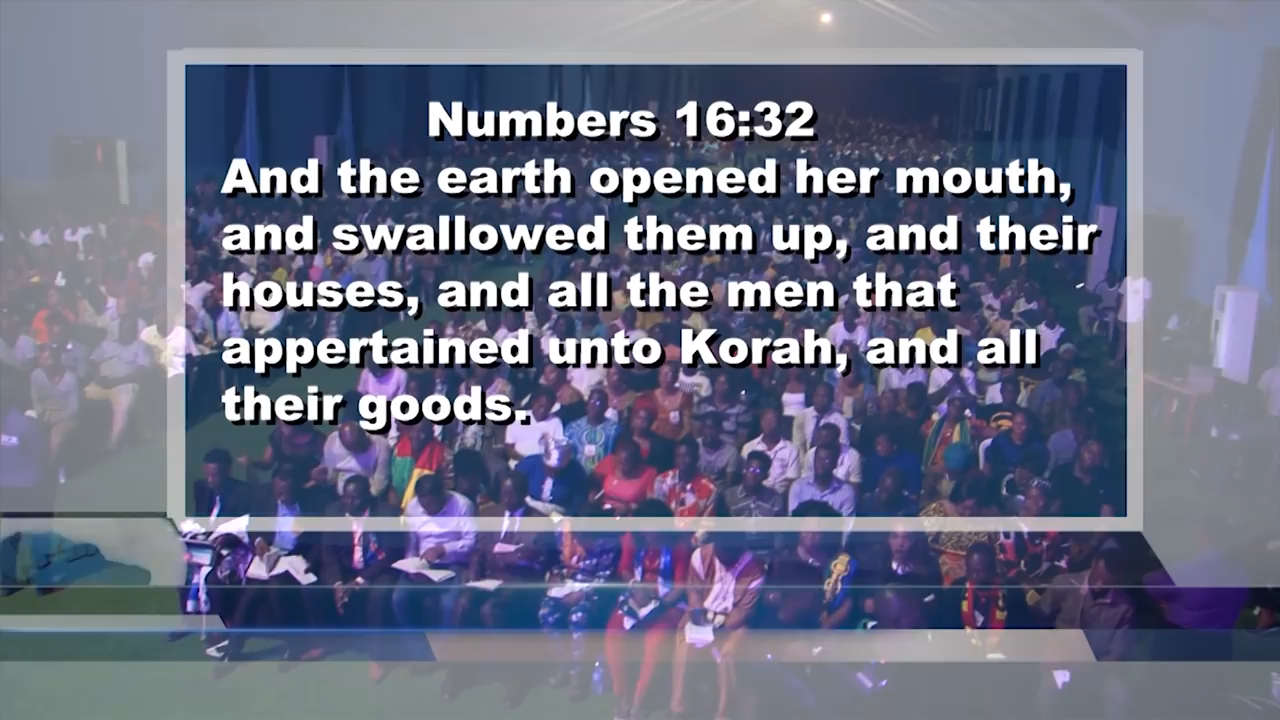 Numbers 16:32
And the earth opened her mouth,
and swallowed them up, and their
houses, and all the men that
appertained unto Korah, and all
their goods.